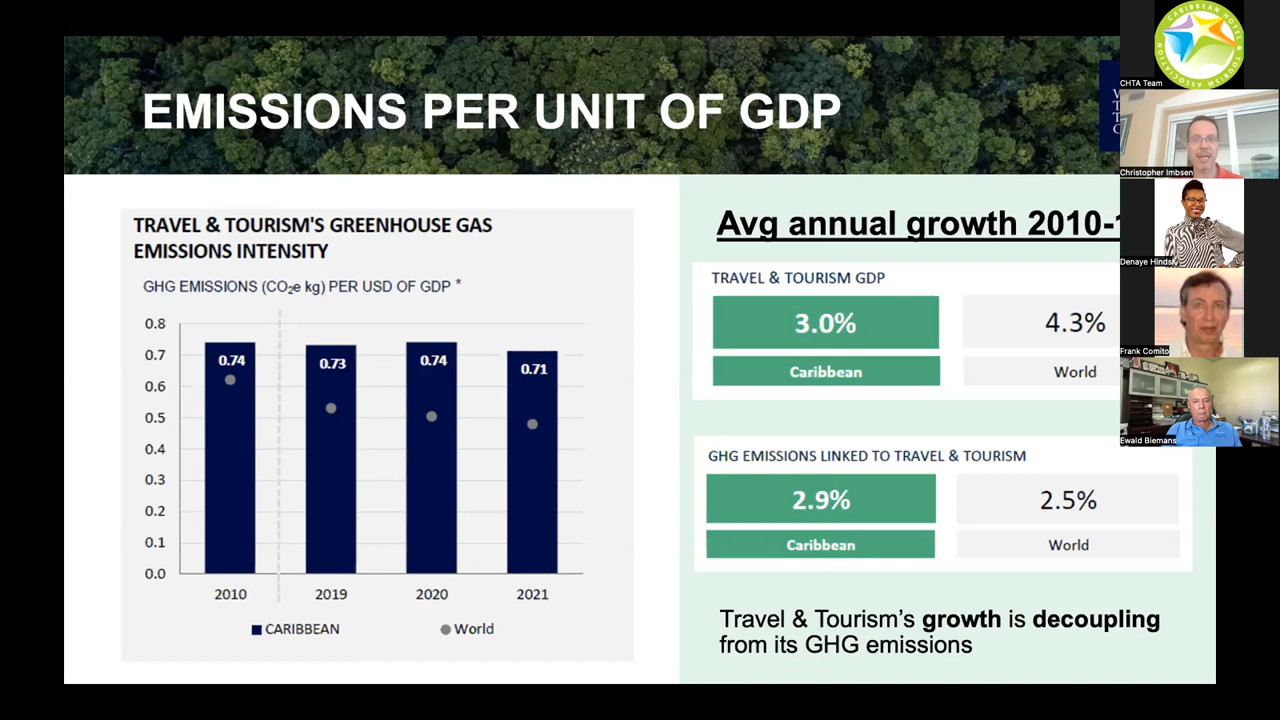 EMISSIONS PER UNIT OF GDP
TRAVEL & TOURISM'S GREENHOUSE GAS
EMISSIONS INTENSITY
GHG EMISSIONS (CO₂e kg) PER USD OF GDP *
0.8
0.7
0.6
0.5
0.4
0.3
0.2
0.1
0.0
0.74
0.73
0.74
0.71
2010 2019 2020 2021
CARIBBEAN World
Avg annual growth 2010-
TRAVEL & TOURISM GDP
3.0% 4.3%
Caribbean World
GHG EMISSIONS LINKED TO TRAVEL & TOURISM
2.9% 2.5%
Caribbean World
Travel & Tourism's growth is decoupling
from its GHG emissions
CARIBBEAN HOTEL & TOURISM ASSOCIATION
CHTA Team
Christopher Imbsen
Denaye Hinds
Frank Comito
Ewald Biemans